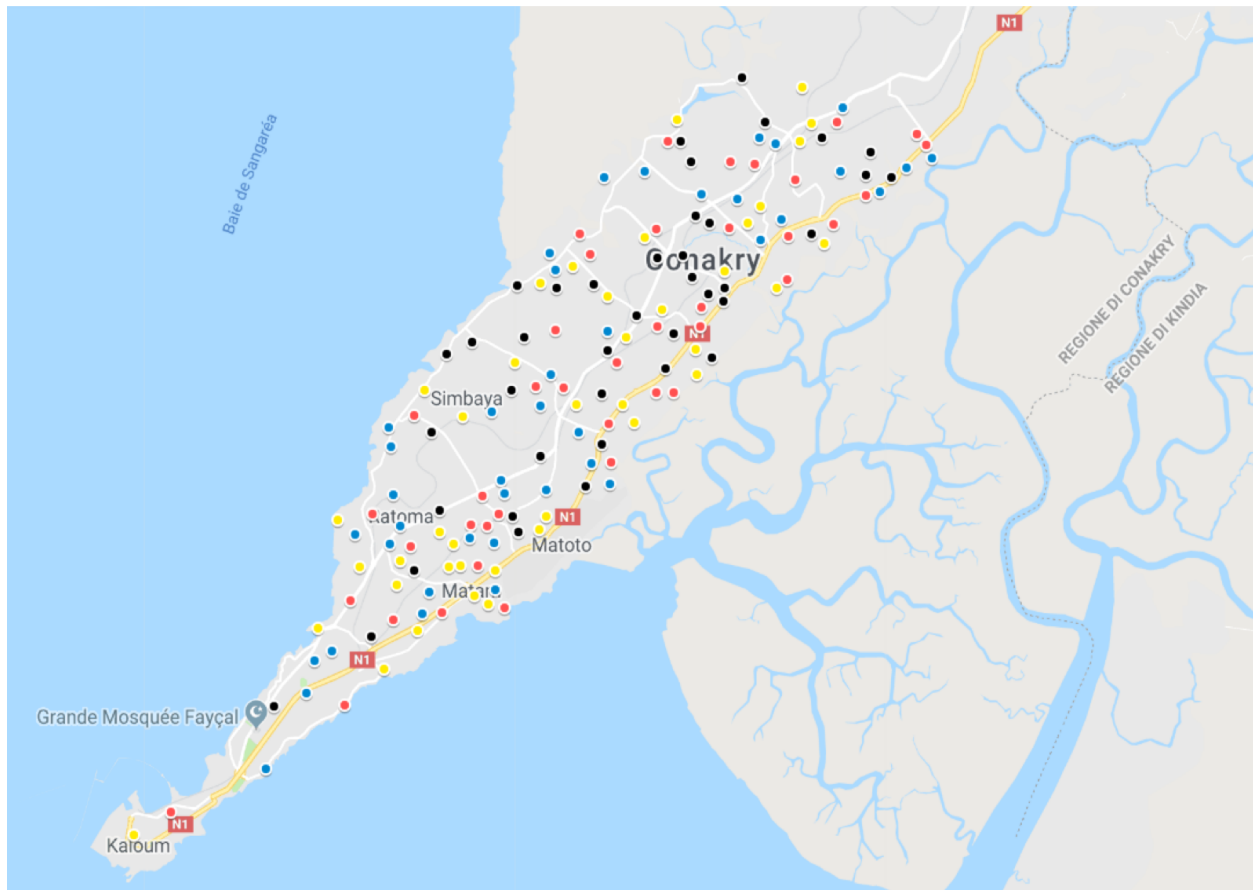 N1
Baie de Sangaréa
Conakry
REGIONE DI CONAKRY
REGIONE DI KINDIA
N1
Simbaya
Ratoma
N1
Matoto
Matam
N1
Grande Mosquée Fayçal
N1
Kaloum